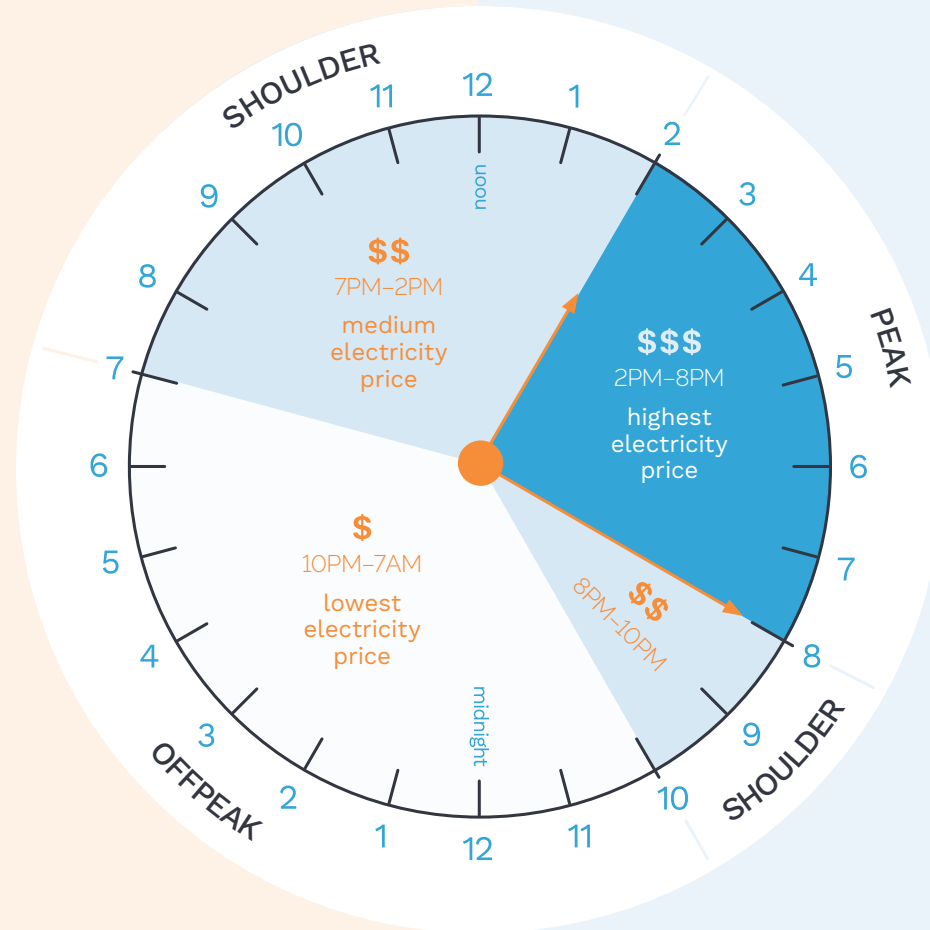 SHOULDER
12
11
1
10
2
9
3
8
4
7
5
6
6
5
7
4
8
3
9
2
10
1
11
12
noon
$$
7PM–2PM
medium
electricity
price
PEAK
$$$
2PM–8PM
highest
electricity
price
$
10PM–7AM
lowest
electricity
price
$$
8PM–10PM
midnight
OFFPEAK
SHOULDER